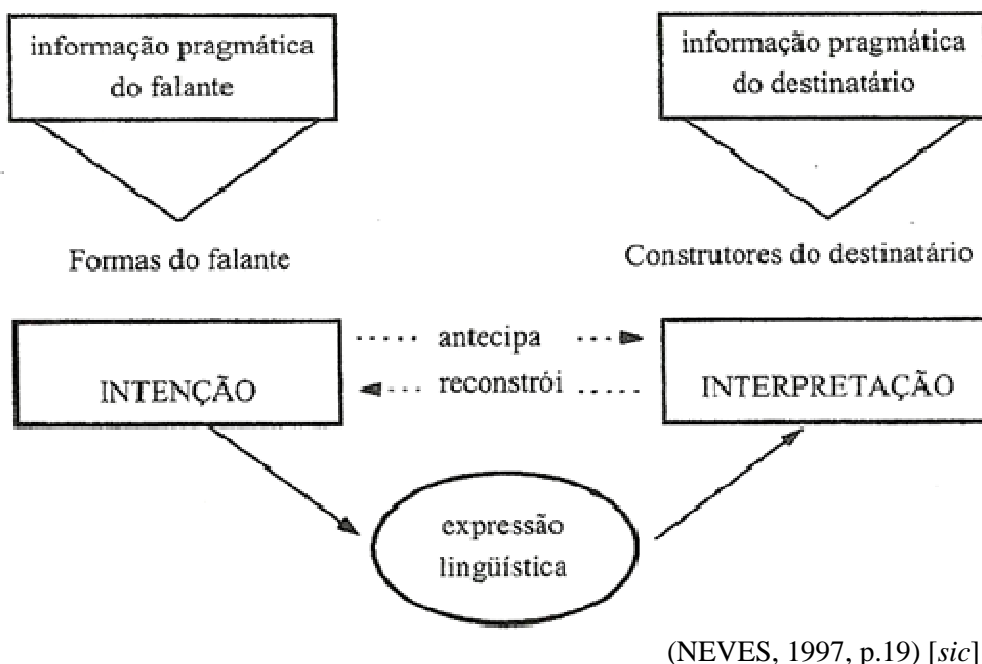 informação pragmática
do falante
informação pragmática
do destinatário
Formas do falante
Construtores do destinatário
antecipa
reconstrói
INTENÇÃO
INTERPRETAÇÃO
expressão
lingüística
(NEVES, 1997, p.19) [sic]